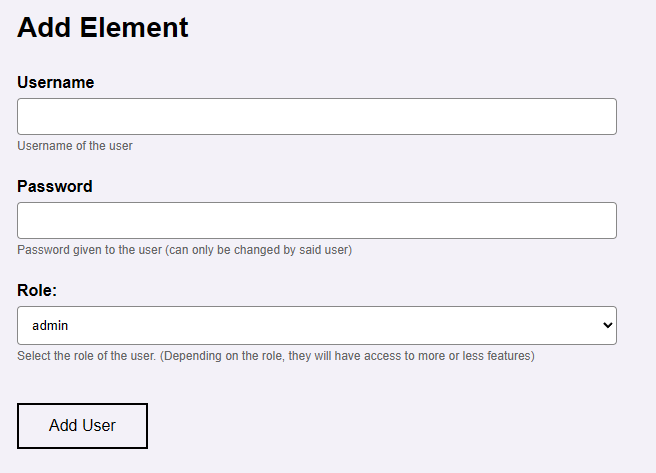 Add Element
Username
Username of the user
Password
Password given to the user (can only be changed by said user)
Role:
admin
Select the role of the user. (Depending on the role, they will have access to more or less features)
Add User